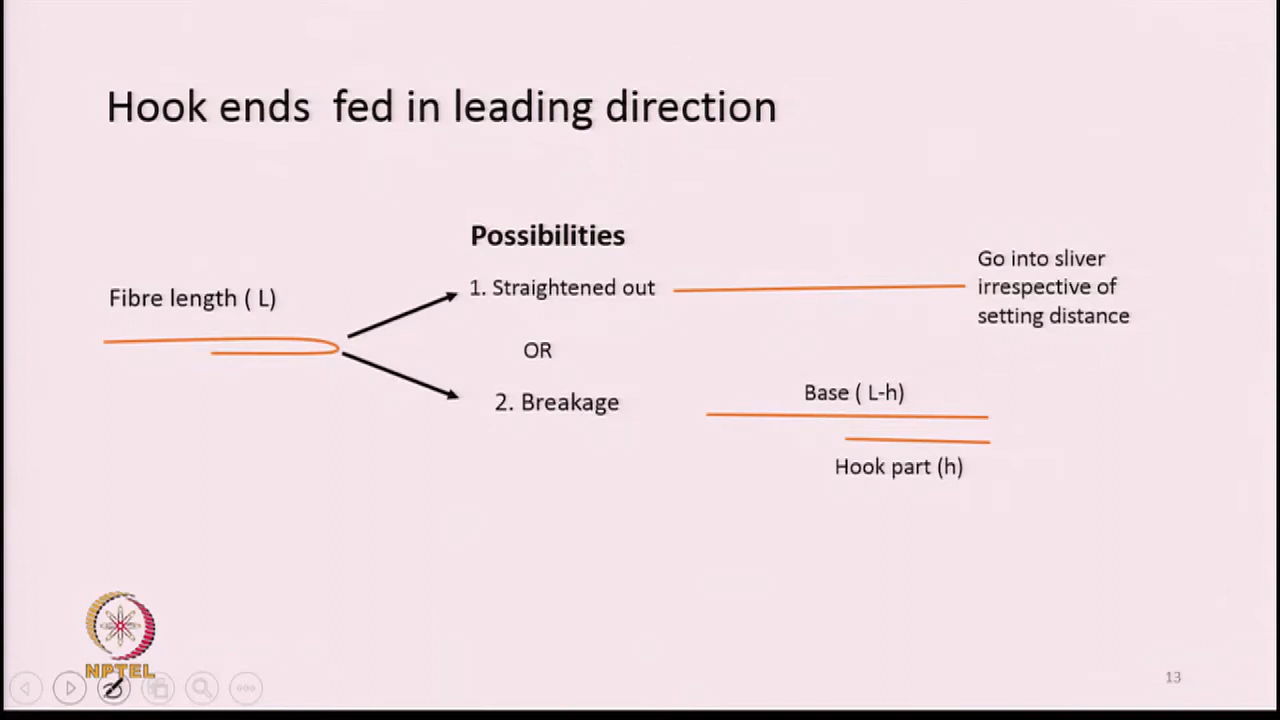 Hook ends fed in leading direction
Possibilities
Fibre length ( L)
1. Straightened out
Go into sliver
irrespective of
setting distance
OR
2. Breakage
Base ( L-h)
Hook part (h)
NPTEL
13